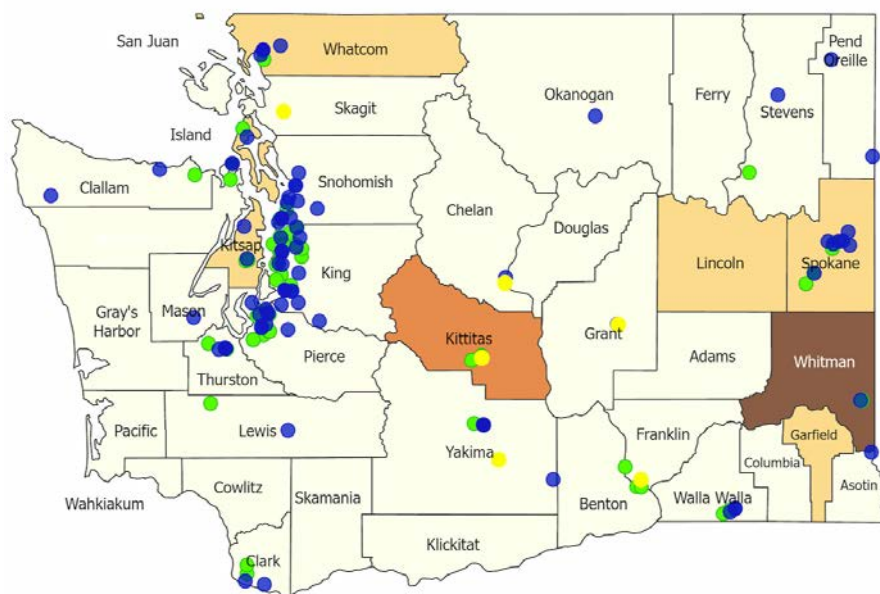 San Juan
Whatcom
Pend
Oreille
Skagit
Okanogan
Ferry
Stevens
Island
Clallam
Snohomish
Chelan
Douglas
Kitsap
Lincoln
Spokane
King
Mason
Gray's
Harbor
Kittitas
Grant
Adams
Whitman
Pierce
Thurston
Pacific
Lewis
Yakima
Franklin
Garfield
Columbia
Wahkiakum
Cowlitz
Skamania
Benton
Walla Walla
Asotin
Klickitat
Clark